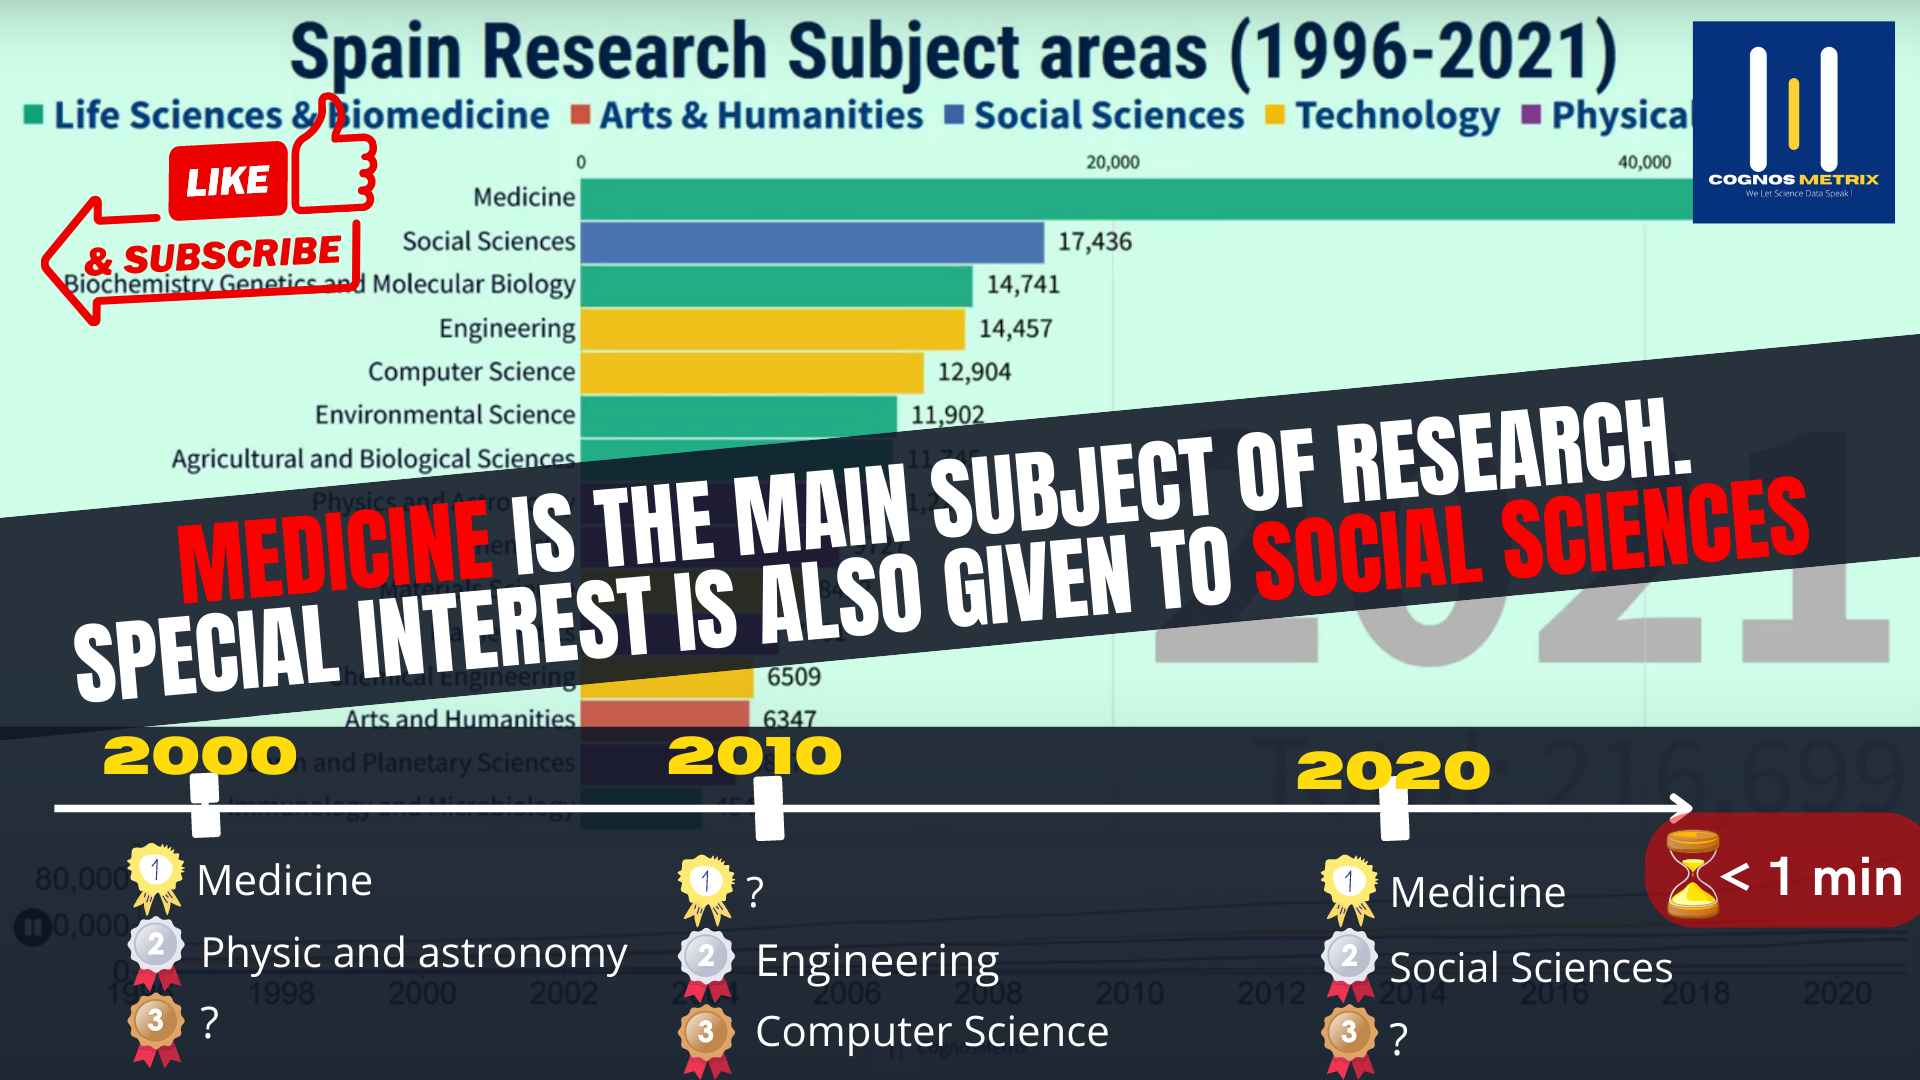 Spain Research Subject areas (1996-2021)
Life Sciences & Biomedicine Arts & Humanities Social Sciences Technology Physical
COGNOS METRIX
We Let Science Data Speak !
LIKE
& SUBSCRIBE
0 20,000 40,000
Medicine
Social Sciences 17,436
Biochemistry Genetics and Molecular Biology 14,741
Engineering 14,457
Computer Science 12,904
Environmental Science 11,902
Agricultural and Biological Sciences 11,745
Physics and
MEDICINE IS THE MAIN SUBJECT OF RESEARCH.
SPECIAL INTEREST IS ALSO GIVEN TO SOCIAL SCIENCES
2021
Materials
Chemical Engineering 6509
Arts and Humanities 6347
and Planetary Sciences
Immunology and Microbiology
Total: 216,699
2000 2010 2020
80,000
1 Medicine
2 Physic and astronomy
3 ?
1 ?
2 Engineering
3 Computer Science
1 Medicine
2 Social Sciences
3 ?
< 1 min
1998 2000 2002 2006 2008 2010 2012 2014 2016 2018 2020
CognosMetrix